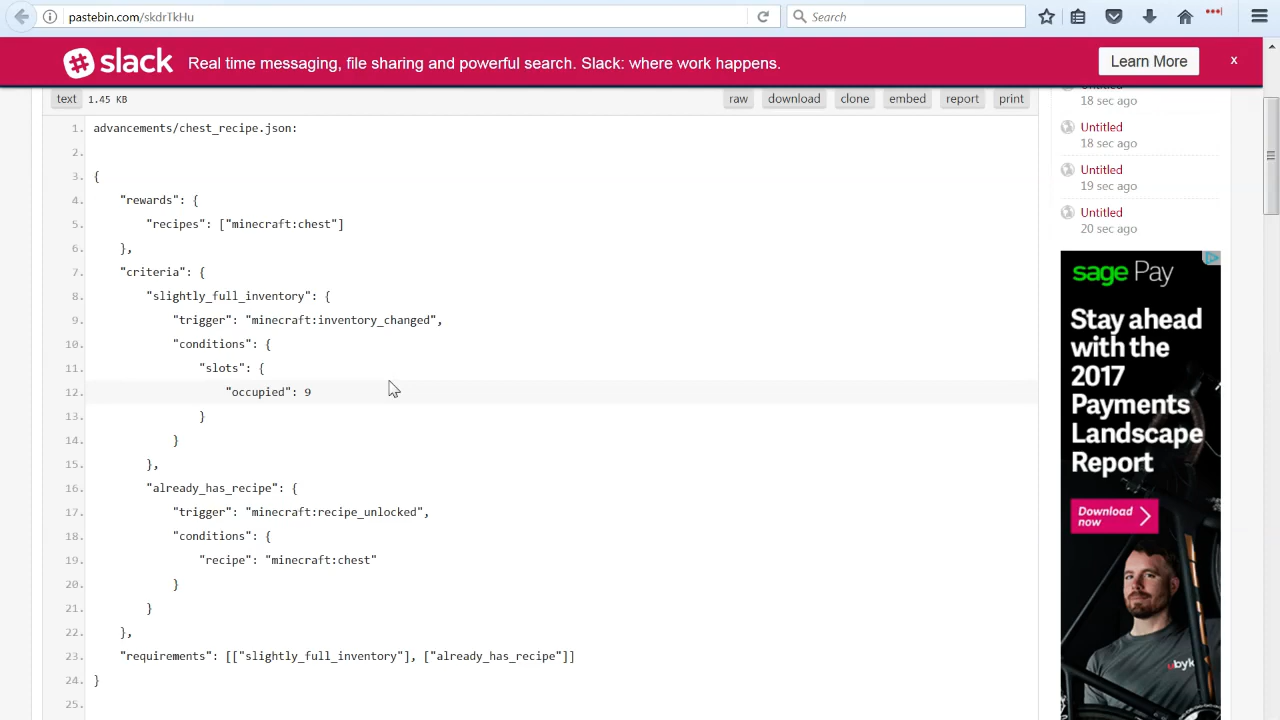 pastebin.com/skdrTkHu
Search
slack Real time messaging, file sharing and powerful search. Slack: where work happens. Learn More x
text 1.45 KB raw download clone embed report print
1. advancements/chest_recipe.json:
2.
3. {
4.     "rewards": {
5.         "recipes": ["minecraft:chest"]
6.     },
7.     "criteria": {
8.         "slightly_full_inventory": {
9.             "trigger": "minecraft:inventory_changed",
10.             "conditions": {
11.                 "slots": {
12.                     "occupied": 9
13.                 }
14.             }
15.         },
16.         "already_has_recipe": {
17.             "trigger": "minecraft:recipe_unlocked",
18.             "conditions": {
19.                 "recipe": "minecraft:chest"
20.             }
21.         }
22.     },
23.     "requirements": [["slightly_full_inventory"], ["already_has_recipe"]]
24. }
25.
18 sec ago
Untitled
18 sec ago
Untitled
19 sec ago
Untitled
20 sec ago
sage Pay
Stay ahead
with the
2017
Payments
Landscape
Report
Download
now
ubyk